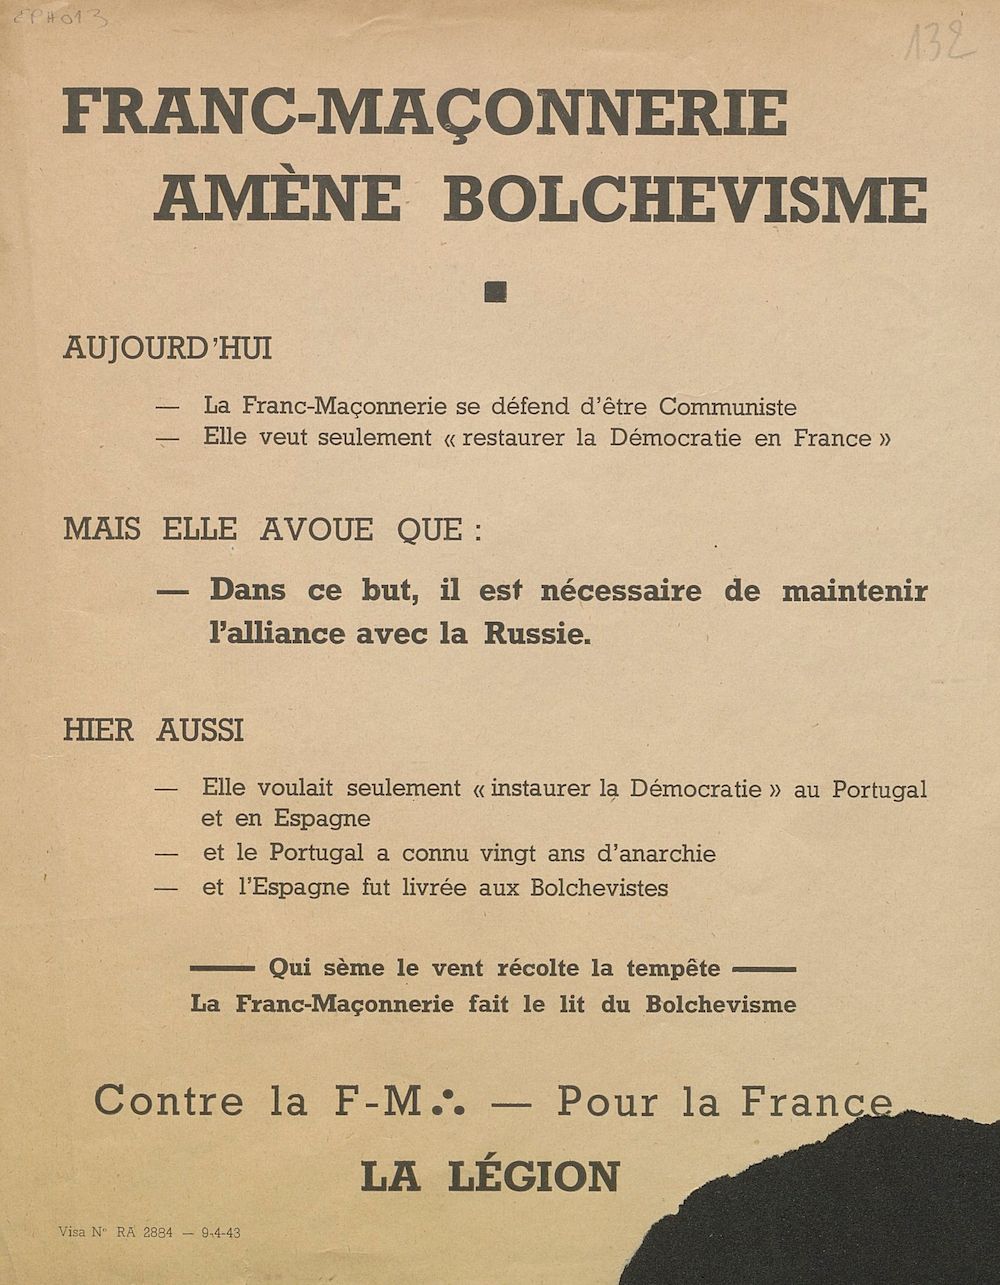 EPH013
132
FRANC-MAÇONNERIE
AMÈNE BOLCHEVISME
AUJOURD'HUI
— La Franc-Maçonnerie se défend d'être Communiste
— Elle veut seulement « restaurer la Démocratie en France »
MAIS ELLE AVOUE QUE :
— Dans ce but, il est nécessaire de maintenir
l'alliance avec la Russie.
HIER AUSSI
— Elle voulait seulement « instaurer la Démocratie » au Portugal
et en Espagne
— et le Portugal a connu vingt ans d'anarchie
— et l'Espagne fut livrée aux Bolchevistes
— Qui sème le vent récolte la tempête —
La Franc-Maçonnerie fait le lit du Bolchevisme
Contre la F-M∴ — Pour la France
LA LÉGION
Visa N° RA 2884 — 9-4-43